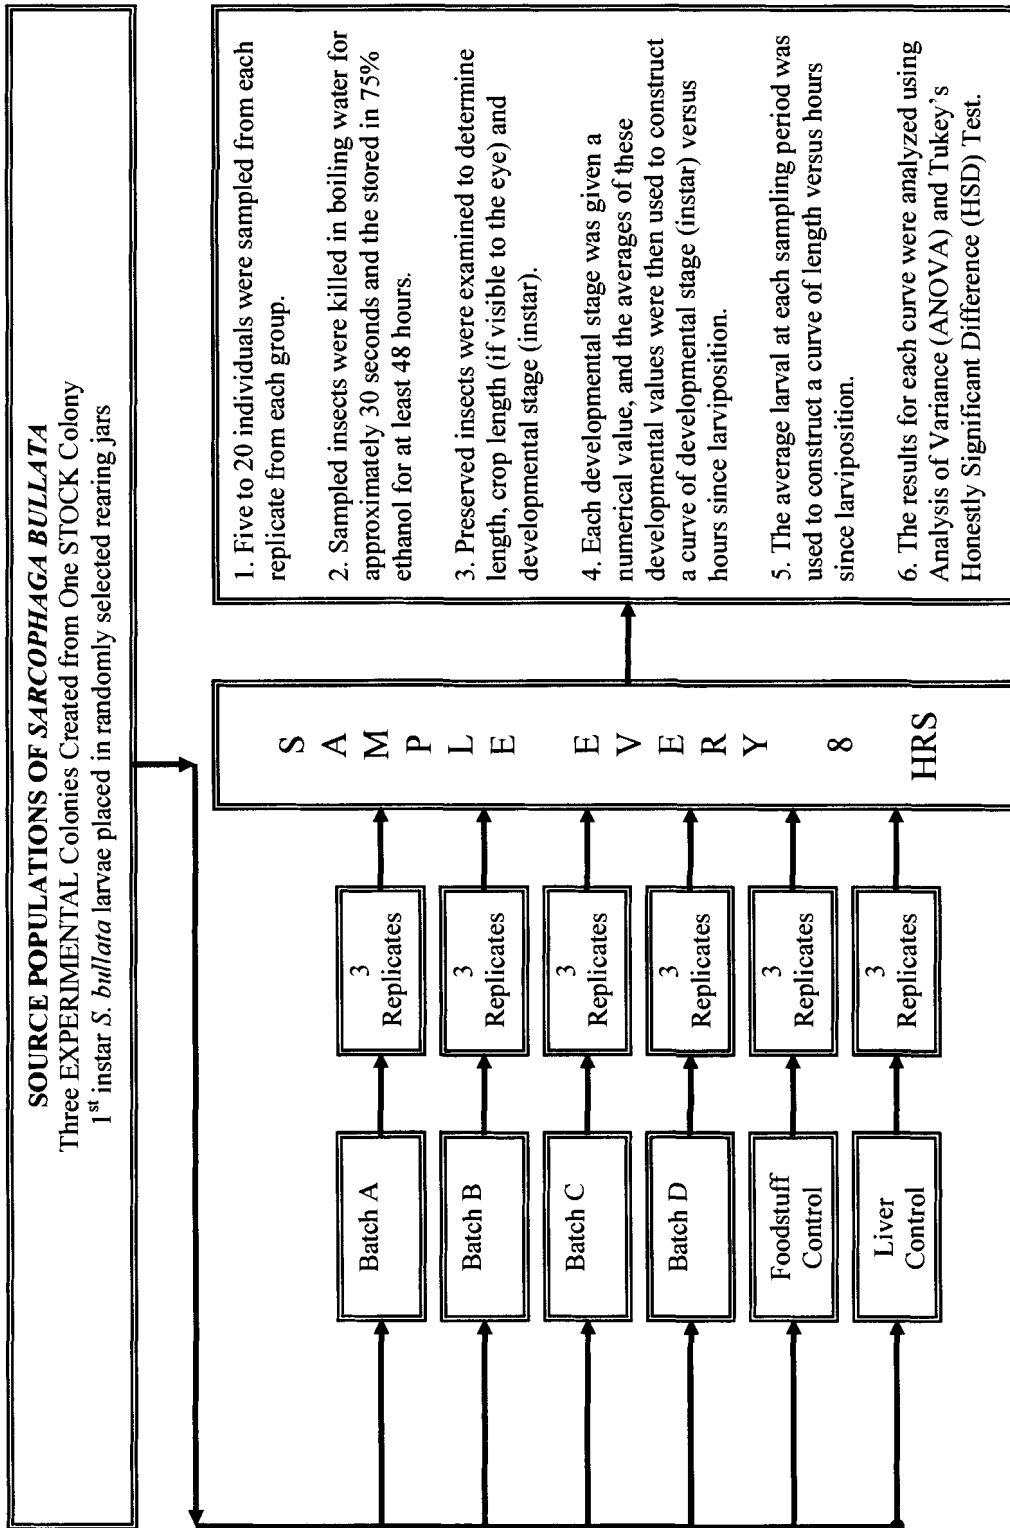 SOURCE POPULATIONS OF SARCOPHAGA BULLATA
Three EXPERIMENTAL Colonies Created from One STOCK Colony
1st instar S. bullata larvae placed in randomly selected rearing jars
Batch A
Batch B
Batch C
Batch D
Foodstuff
Control
Liver
Control
3
Replicates
3
Replicates
3
Replicates
3
Replicates
3
Replicates
3
Replicates
S
A
M
P
L
E
E
V
E
R
Y
8
HRS
1. Five to 20 individuals were sampled from each
replicate from each group.
2. Sampled insects were killed in boiling water for
approximately 30 seconds and the stored in 75%
ethanol for at least 48 hours.
3. Preserved insects were examined to determine
length, crop length (if visible to the eye) and
developmental stage (instar).
4. Each developmental stage was given a
numerical value, and the averages of these
developmental values were then used to construct
a curve of developmental stage (instar) versus
hours since larviposition.
5. The average larval at each sampling period was
used to construct a curve of length versus hours
since larviposition.
6. The results for each curve were analyzed using
Analysis of Variance (ANOVA) and Tukey's
Honestly Significant Difference (HSD) Test.